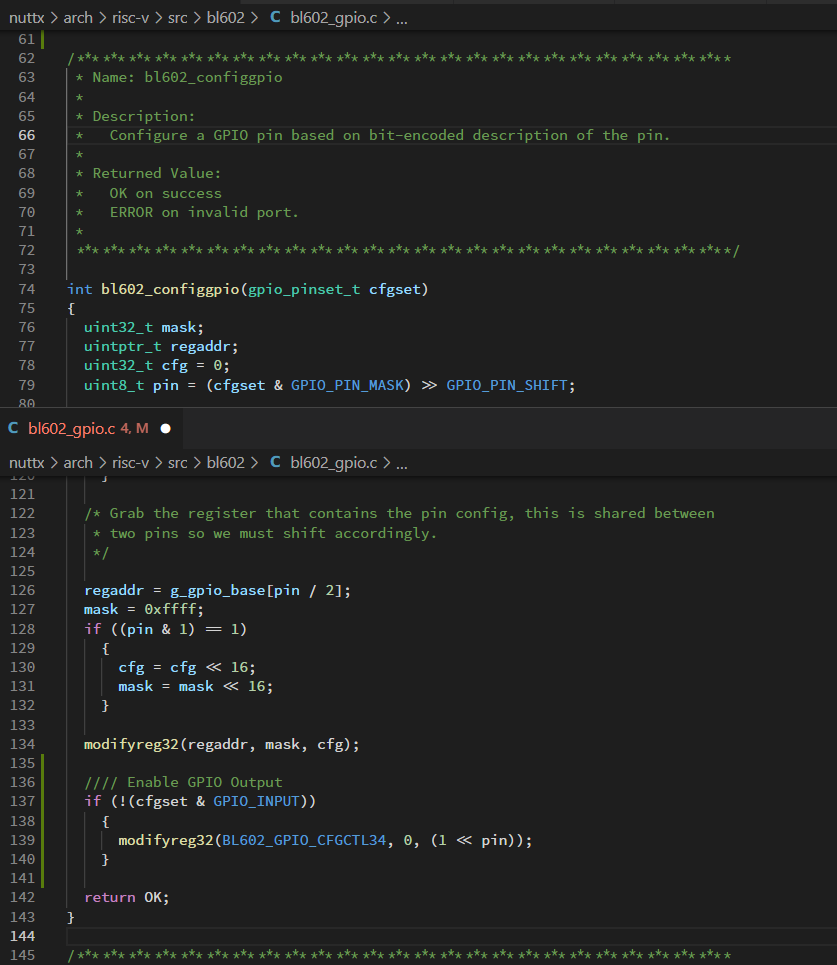 nuttx > arch > risc-v > src > bl602 > C bl602_gpio.c > ...
61
62 /****************************************************************************
63  * Name: bl602_configgpio
64  *
65  * Description:
66  *   Configure a GPIO pin based on bit-encoded description of the pin.
67  *
68  * Returned Value:
69  *   OK on success
70  *   ERROR on invalid port.
71  *
72  ****************************************************************************/
73
74 int bl602_configgpio(gpio_pinset_t cfgset)
75 {
76   uint32_t mask;
77   uintptr_t regaddr;
78   uint32_t cfg = 0;
79   uint8_t pin = (cfgset & GPIO_PIN_MASK) >> GPIO_PIN_SHIFT;
80
C bl602_gpio.c 4, M ●
nuttx > arch > risc-v > src > bl602 > C bl602_gpio.c > ...
120   }
121
122   /* Grab the register that contains the pin config, this is shared between
123    * two pins so we must shift accordingly.
124    */
125
126   regaddr = g_gpio_base[pin / 2];
127   mask = 0xffff;
128   if ((pin & 1) == 1)
129     {
130       cfg = cfg << 16;
131       mask = mask << 16;
132     }
133
134   modifyreg32(regaddr, mask, cfg);
135
136   //// Enable GPIO Output
137   if (!(cfgset & GPIO_INPUT))
138     {
139       modifyreg32(BL602_GPIO_CFGCTL34, 0, (1 << pin));
140     }
141
142   return OK;
143 }
144
145 /****************************************************************************